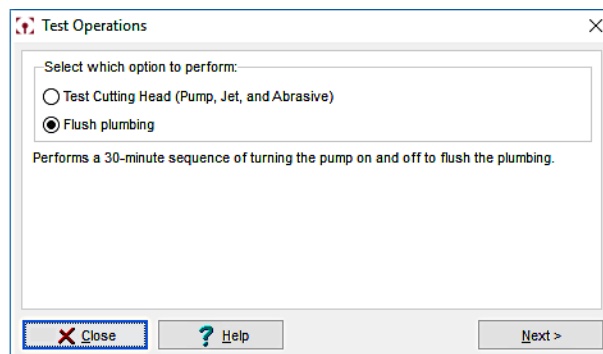 Test Operations
Select which option to perform:
Test Cutting Head (Pump, Jet, and Abrasive)
Flush plumbing
Performs a 30-minute sequence of turning the pump on and off to flush the plumbing.
Close
Help
Next >